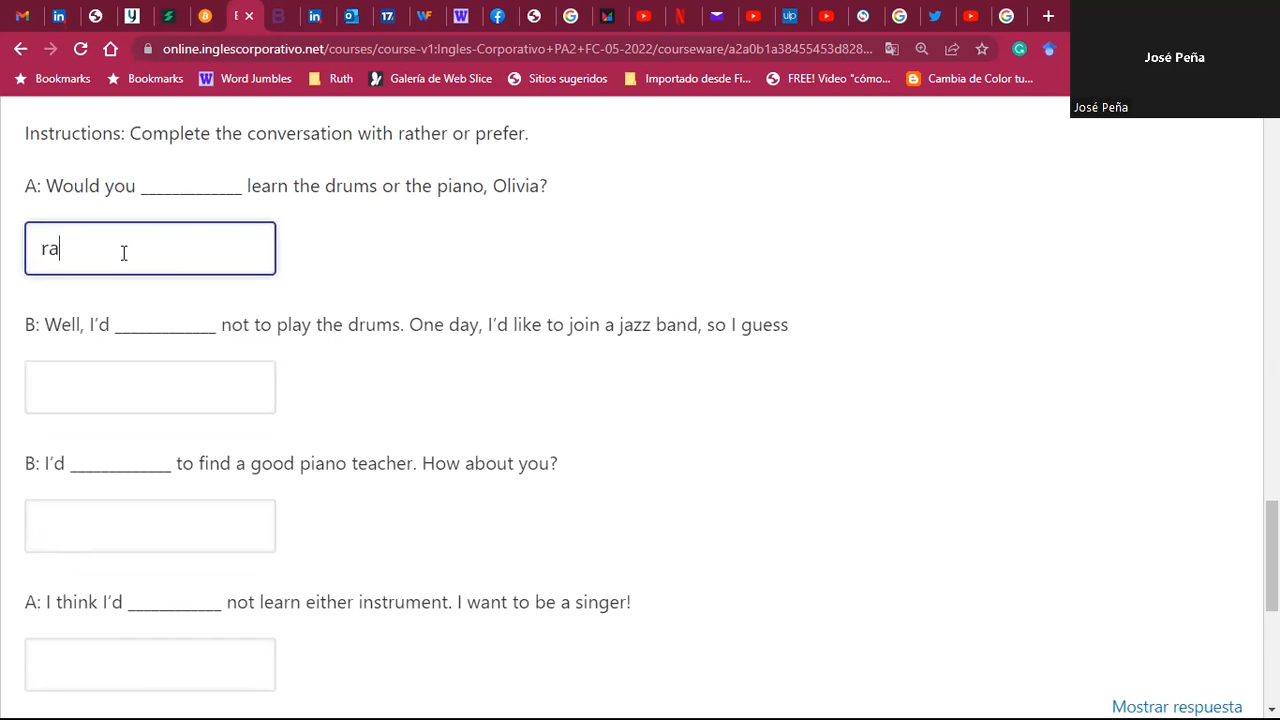 online.inglescorporativo.net/courses/course-v1:Ingles-Corporativo+PA2+FC-05-2022/courseware/a2a0b1a38455453d828...
Bookmarks Bookmarks Word Jumbles Ruth Galería de Web Slice Sitios sugeridos Importado desde Fi... FREE! Video "cómo... Cambia de Color tu...
José Peña
José Peña
Instructions: Complete the conversation with rather or prefer.
A: Would you _____________ learn the drums or the piano, Olivia?
ra
B: Well, I’d _____________ not to play the drums. One day, I’d like to join a jazz band, so I guess
B: I’d _____________ to find a good piano teacher. How about you?
A: I think I’d ____________ not learn either instrument. I want to be a singer!
Mostrar respuesta